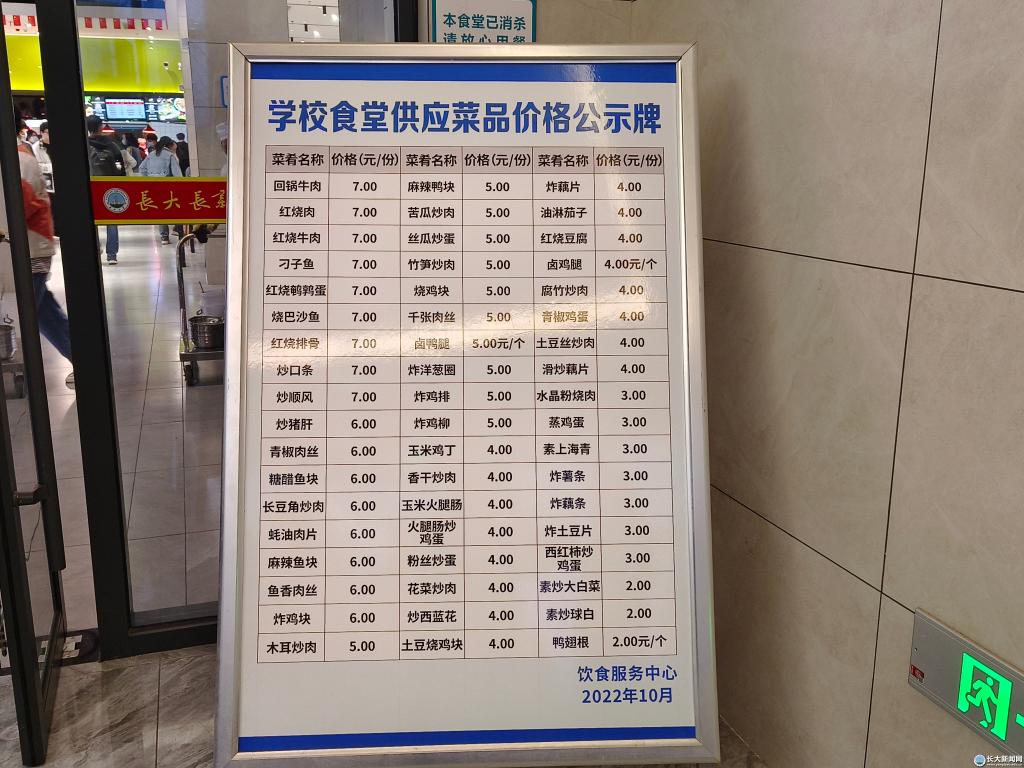 本食堂已消杀
请放心用餐
長大長
学校食堂供应菜品价格公示牌
菜肴名称 价格(元/份) 菜肴名称 价格(元/份) 菜肴名称 价格(元/份)
回锅牛肉 7.00 麻辣鸭块 5.00 炸藕片 4.00
红烧肉 7.00 苦瓜炒肉 5.00 油淋茄子 4.00
红烧牛肉 7.00 丝瓜炒蛋 5.00 红烧豆腐 4.00
刁子鱼 7.00 竹笋炒肉 5.00 卤鸡腿 4.00元/个
红烧鹌鹑蛋 7.00 烧鸡块 5.00 腐竹炒肉 4.00
烧巴沙鱼 7.00 千张肉丝 5.00 青椒鸡蛋 4.00
红烧排骨 7.00 卤鸭腿 5.00元/个 土豆丝炒肉 4.00
炒口条 7.00 炸洋葱圈 5.00 滑炒藕片 4.00
炒顺风 7.00 炸鸡排 5.00 水晶粉烧肉 3.00
炒猪肝 6.00 炸鸡柳 5.00 蒸鸡蛋 3.00
青椒肉丝 6.00 玉米鸡丁 4.00 素上海青 3.00
糖醋鱼块 6.00 香干炒肉 4.00 炸薯条 3.00
长豆角炒肉 6.00 玉米火腿肠 4.00 炸藕条 3.00
蚝油肉片 6.00 火腿肠炒鸡蛋 4.00 炸土豆片 3.00
麻辣鱼块 6.00 粉丝炒蛋 4.00 西红柿炒鸡蛋 3.00
鱼香肉丝 6.00 花菜炒肉 4.00 素炒大白菜 2.00
炸鸡块 6.00 炒西蓝花 4.00 素炒球白 2.00
木耳炒肉 5.00 土豆烧鸡块 4.00 鸭翅根 2.00元/个
饮食服务中心
2022年10月
长大新闻网